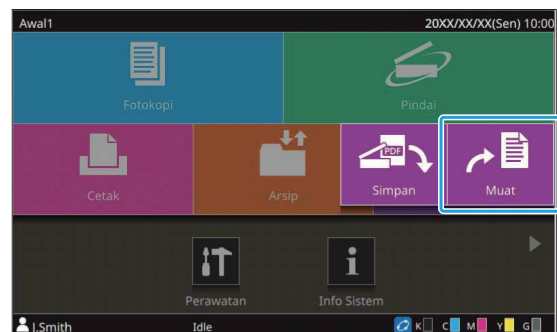 Awal1 20XX/XX/XX(Sen) 10:00
Fotokopi Pindai
Cetak Arsip Simpan Muat
PDF
Perawatan Info Sistem
J.Smith Idle K C M Y G